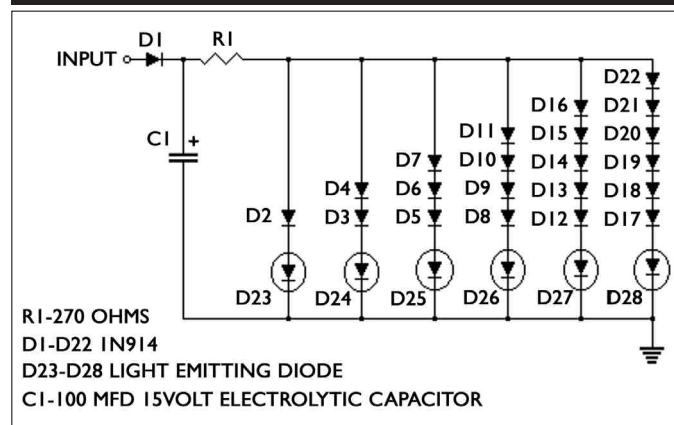 D1 R1
INPUT
D22
D16 D21
D11 D15 D20
C1 + D7 D10 D14 D19
D4 D6 D9 D13 D18
D2 D3 D5 D8 D12 D17
D23 D24 D25 D26 D27 D28
R1-270 OHMS
D1-D22 1N914
D23-D28 LIGHT EMITTING DIODE
C1-100 MFD 15VOLT ELECTROLYTIC CAPACITOR